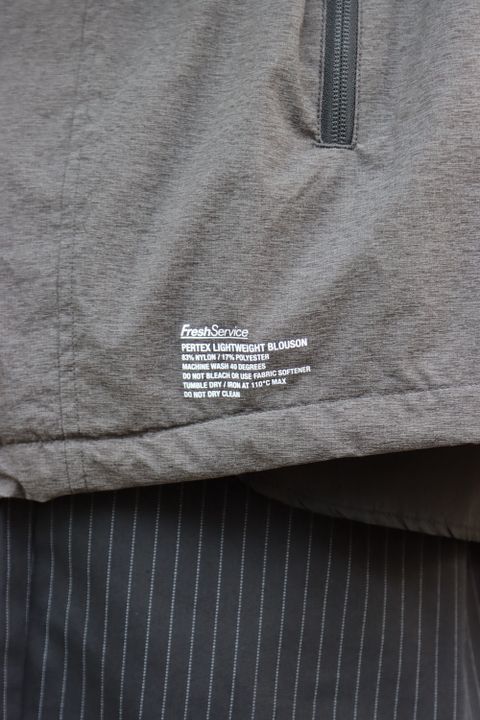 FreshService
PERTEX LIGHTWEIGHT BLOUSON
83% NYLON / 17% POLYESTER
MACHINE WASH 40 DEGREES
DO NOT BLEACH OR USE FABRIC SOFTENER
TUMBLE DRY / IRON AT 110°C MAX
DO NOT DRY CLEAN